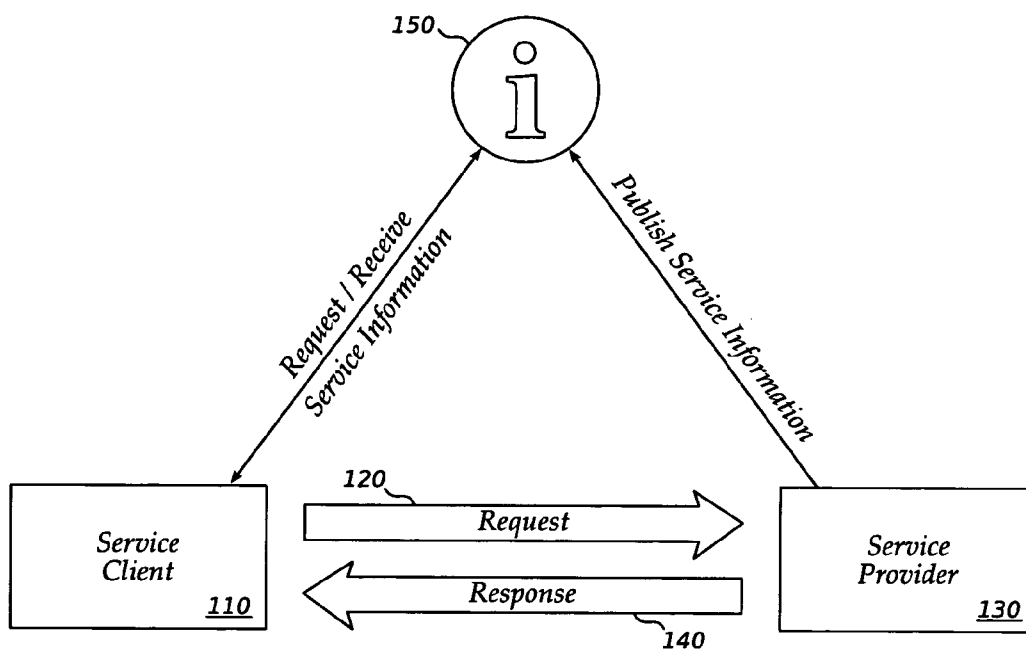 150
i
Request / Receive
Service Information
Publish Service Information
120
Request
Service
Client
110
Response
140
Service
Provider
130